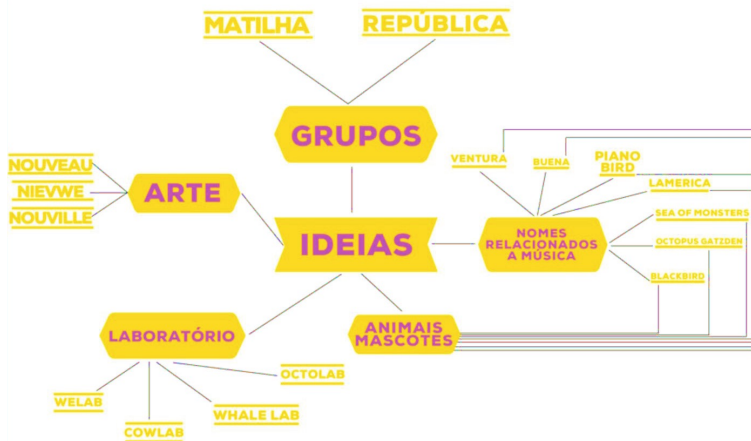 MATILHA
REPÚBLICA
GRUPOS
NOUVEAU
NIEVWE
NOUVILLE
ARTE
IDEIAS
VENTURA
BUENA
PIANO
BIRD
LAMERICA
SEA OF MONSTERS
OCTOPUS GATIDEN
BLACKBIRD
NOMES
RELACIONADOS
A MÚSICA
LABORATÓRIO
ANIMAIS
MASCOTES
WELAB
COWLAB
WHALE LAB
OCTOLAB